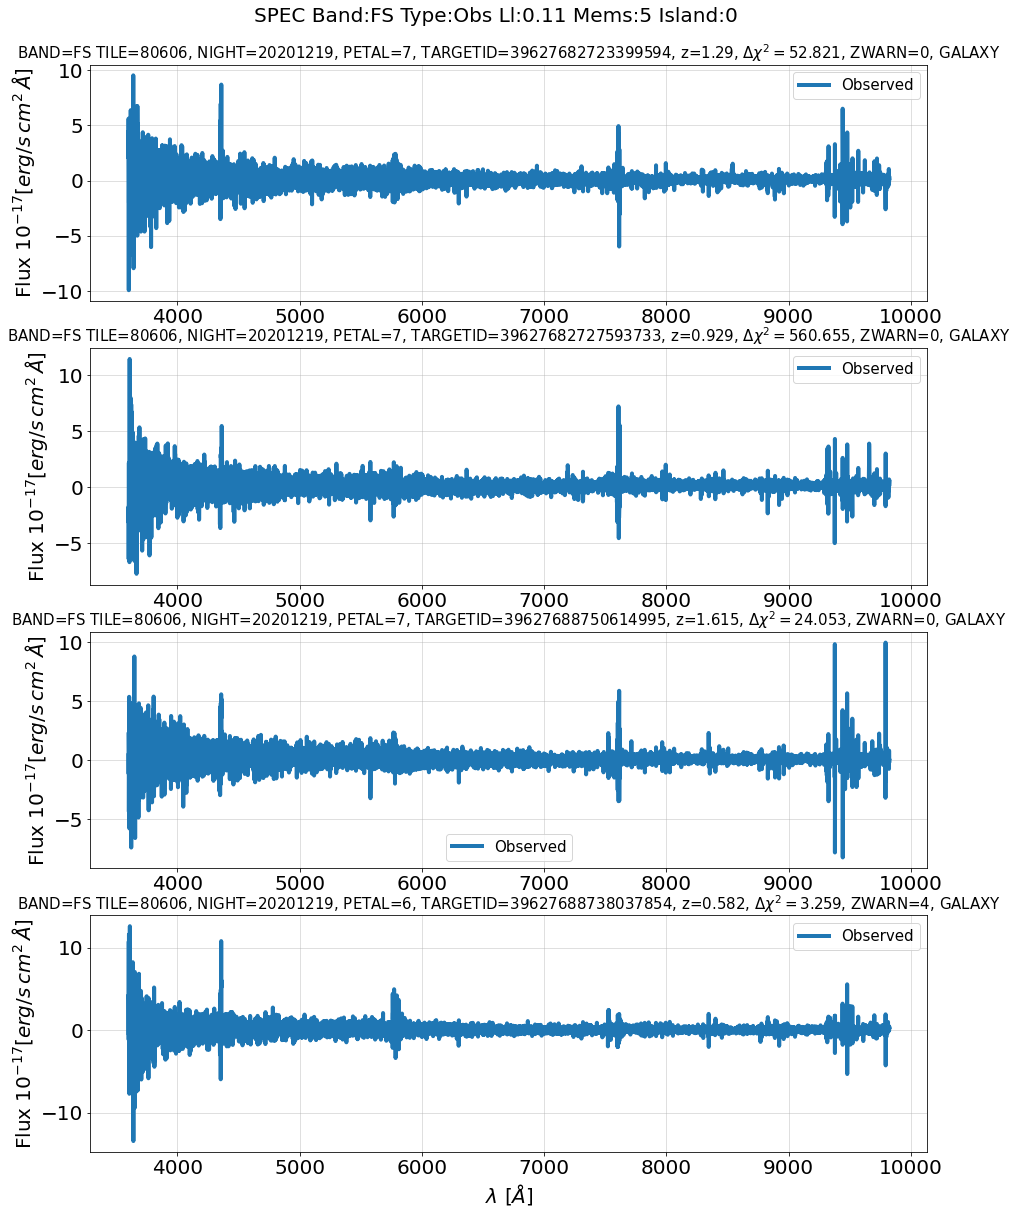 SPEC Band:FS Type:Obs Ll:0.11 Mems:5 Island:0
BAND=FS TILE=80606, NIGHT=20201219, PETAL=7, TARGETID=39627682723399594, z=1.29, Δχ² = 52.821, ZWARN=0, GALAXY
Flux 10⁻¹⁷[erg/s cm² Å]
10
5
0
−5
−10
Observed
4000 5000 6000 7000 8000 9000 10000
BAND=FS TILE=80606, NIGHT=20201219, PETAL=7, TARGETID=39627682727593733, z=0.929, Δχ² = 560.655, ZWARN=0, GALAXY
Flux 10⁻¹⁷[erg/s cm² Å]
10
5
0
−5
Observed
4000 5000 6000 7000 8000 9000 10000
BAND=FS TILE=80606, NIGHT=20201219, PETAL=7, TARGETID=39627688750614995, z=1.615, Δχ² = 24.053, ZWARN=0, GALAXY
Flux 10⁻¹⁷[erg/s cm² Å]
10
5
0
−5
Observed
4000 5000 6000 7000 8000 9000 10000
BAND=FS TILE=80606, NIGHT=20201219, PETAL=6, TARGETID=39627688738037854, z=0.582, Δχ² = 3.259, ZWARN=4, GALAXY
Flux 10⁻¹⁷[erg/s cm² Å]
10
0
−10
Observed
4000 5000 6000 7000 8000 9000 10000
λ [Å]